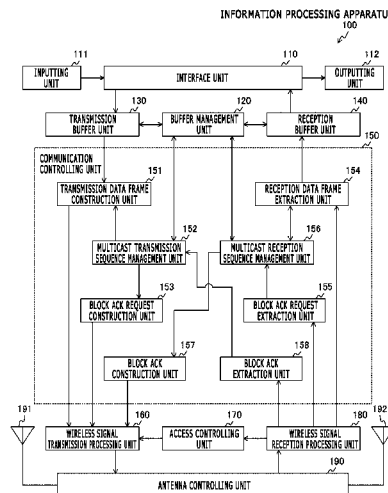 INFORMATION PROCESSING APPARATU
100
111
110
112
INPUTTING UNIT
INTERFACE UNIT
OUTPUTTING UNIT
130
120
140
TRANSMISSION BUFFER UNIT
BUFFER MANAGEMENT UNIT
RECEPTION BUFFER UNIT
150
COMMUNICATION CONTROLLING UNIT
151
154
TRANSMISSION DATA FRAME CONSTRUCTION UNIT
RECEPTION DATA FRAME EXTRACTION UNIT
152
156
MULTICAST TRANSMISSION SEQUENCE MANAGEMENT UNIT
MULTICAST RECEPTION SEQUENCE MANAGEMENT UNIT
153
155
BLOCK ACK REQUEST CONSTRUCTION UNIT
BLOCK ACK REQUEST EXTRACTION UNIT
157
158
BLOCK ACK CONSTRUCTION UNIT
BLOCK ACK EXTRACTION UNIT
191
160
170
180
192
WIRELESS SIGNAL TRANSMISSION PROCESSING UNIT
ACCESS CONTROLLING UNIT
WIRELESS SIGNAL RECEPTION PROCESSING UNIT
190
ANTENNA CONTROLLING UNIT